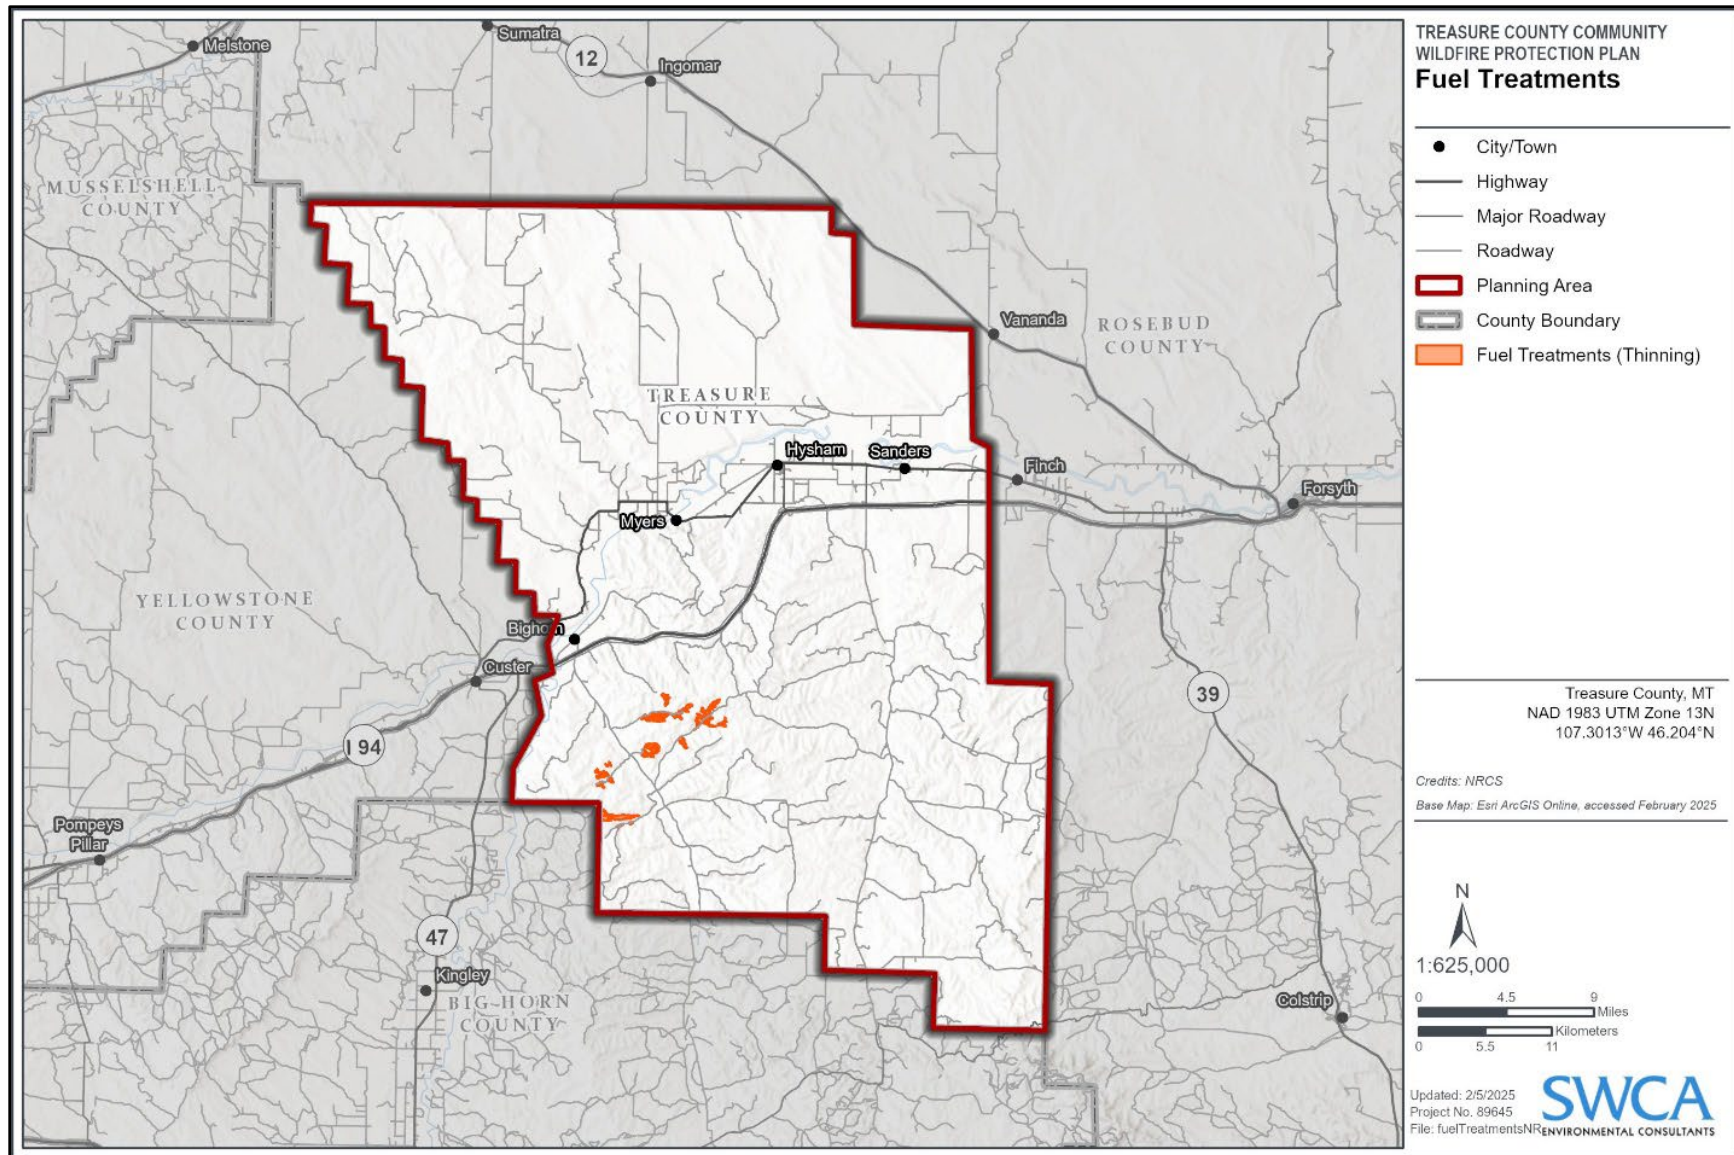 Melstone
Sumatra
12
Ingomar
MUSSELSHELL
COUNTY
Vananda
ROSEBUD
COUNTY
TREASURE
COUNTY
Hysham
Sanders
Finch
Forsyth
Myers
YELLOWSTONE
COUNTY
Bighorn
Custer
39
I 94
Pompeys
Pillar
47
Kingley
BIG HORN
COUNTY
Colstrip
TREASURE COUNTY COMMUNITY
WILDFIRE PROTECTION PLAN
Fuel Treatments
City/Town
Highway
Major Roadway
Roadway
Planning Area
County Boundary
Fuel Treatments (Thinning)
Treasure County, MT
NAD 1983 UTM Zone 13N
107.3013°W 46.204°N
Credits: NRCS
Base Map: Esri ArcGIS Online, accessed February 2025
N
1:625,000
0 4.5 9
Miles
Kilometers
0 5.5 11
Updated: 2/5/2025
Project No. 89645
File: fuelTreatmentsNR
SWCA
ENVIRONMENTAL CONSULTANTS